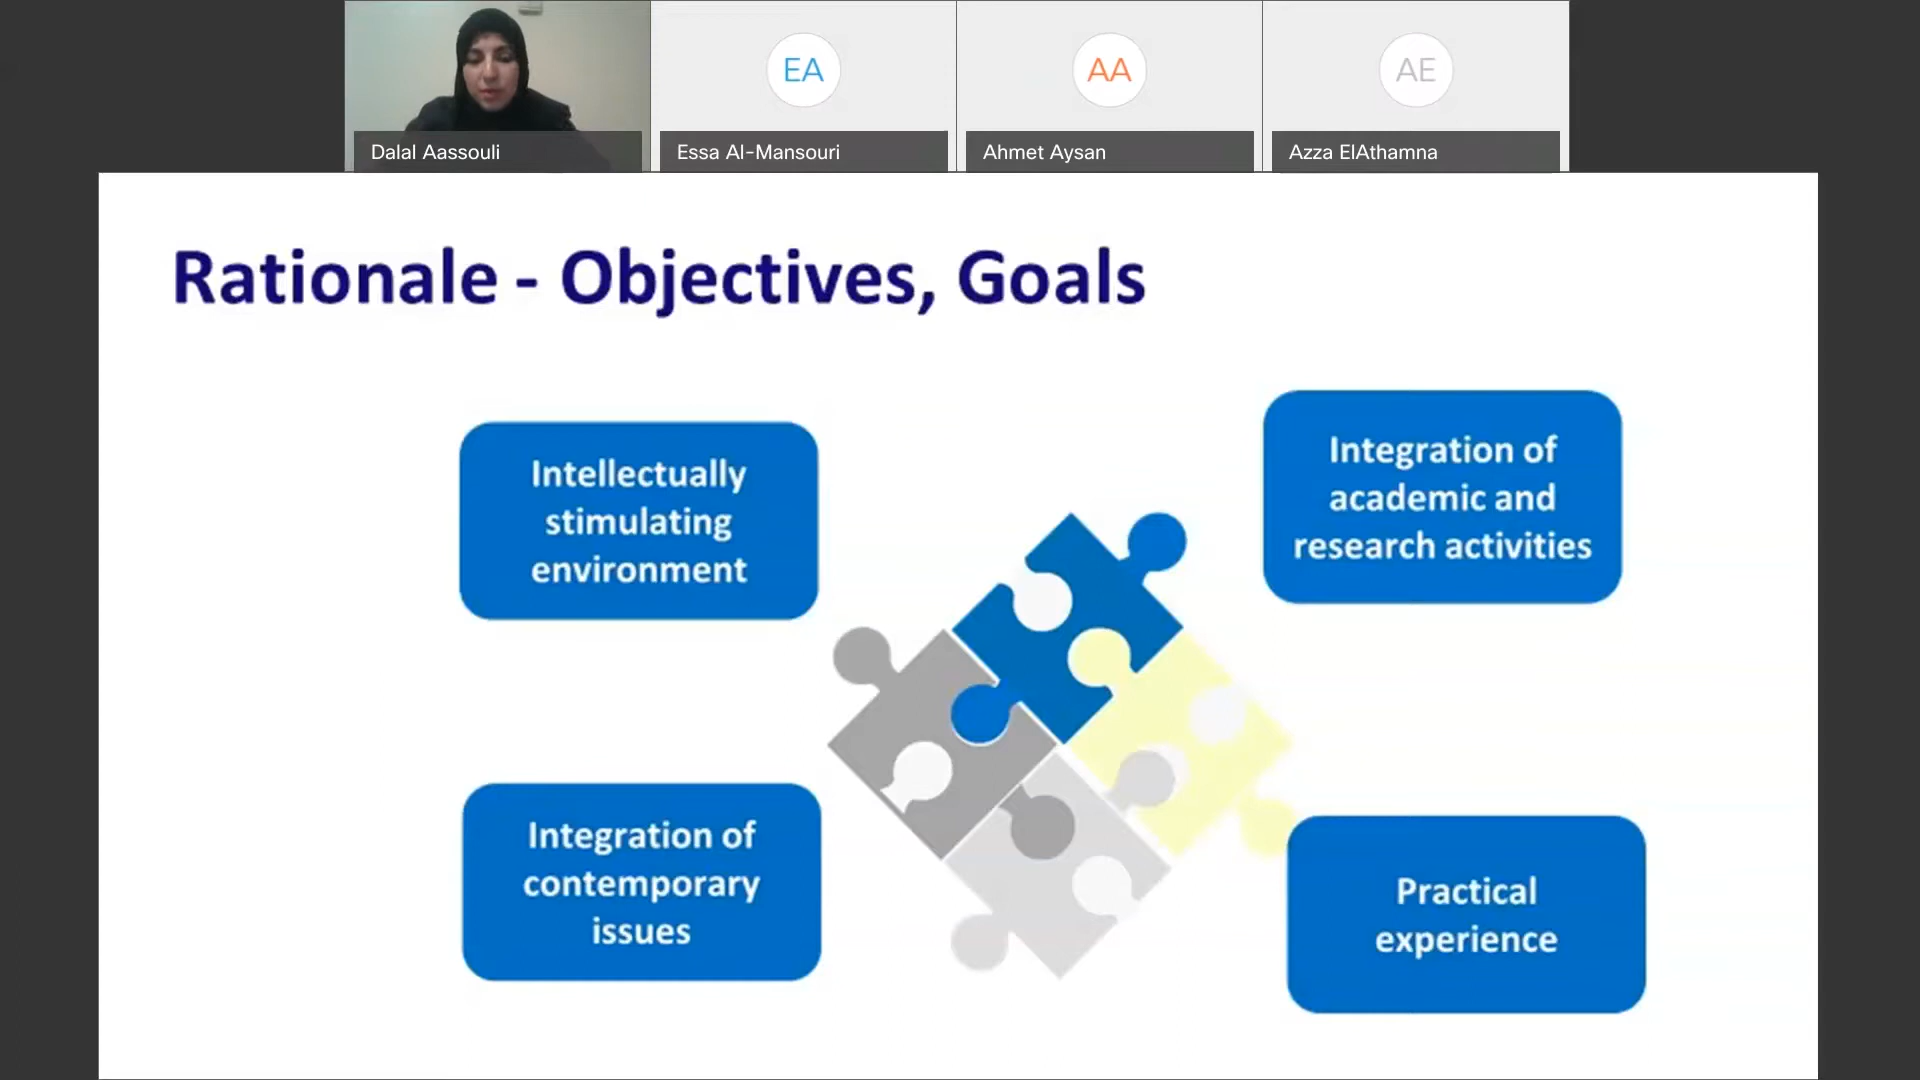 EA
AA
AE
Dalal Aassouli
Essa Al-Mansouri
Ahmet Aysan
Azza ElAthamna
Rationale - Objectives, Goals
Intellectually
stimulating
environment
Integration of
academic and
research activities
Integration of
contemporary
issues
Practical
experience